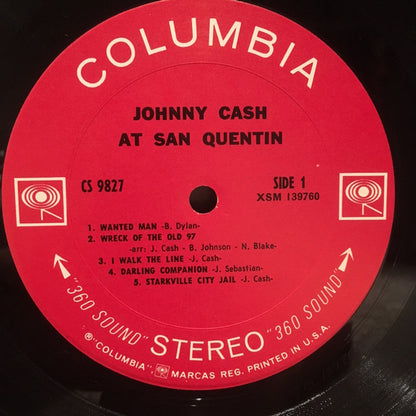 COLUMBIA
JOHNNY CASH
AT SAN QUENTIN
CS 9827
SIDE 1
XSM 139760
1. WANTED MAN -B. Dylan-
2. WRECK OF THE OLD 97
-arr: J. Cash - B. Johnson - N. Blake-
3. I WALK THE LINE -J. Cash-
4. DARLING COMPANION -J. Sebastian-
5. STARKVILLE CITY JAIL -J. Cash-
"360 SOUND" STEREO "360 SOUND"
® "COLUMBIA" MARCAS REG. PRINTED IN U.S.A.